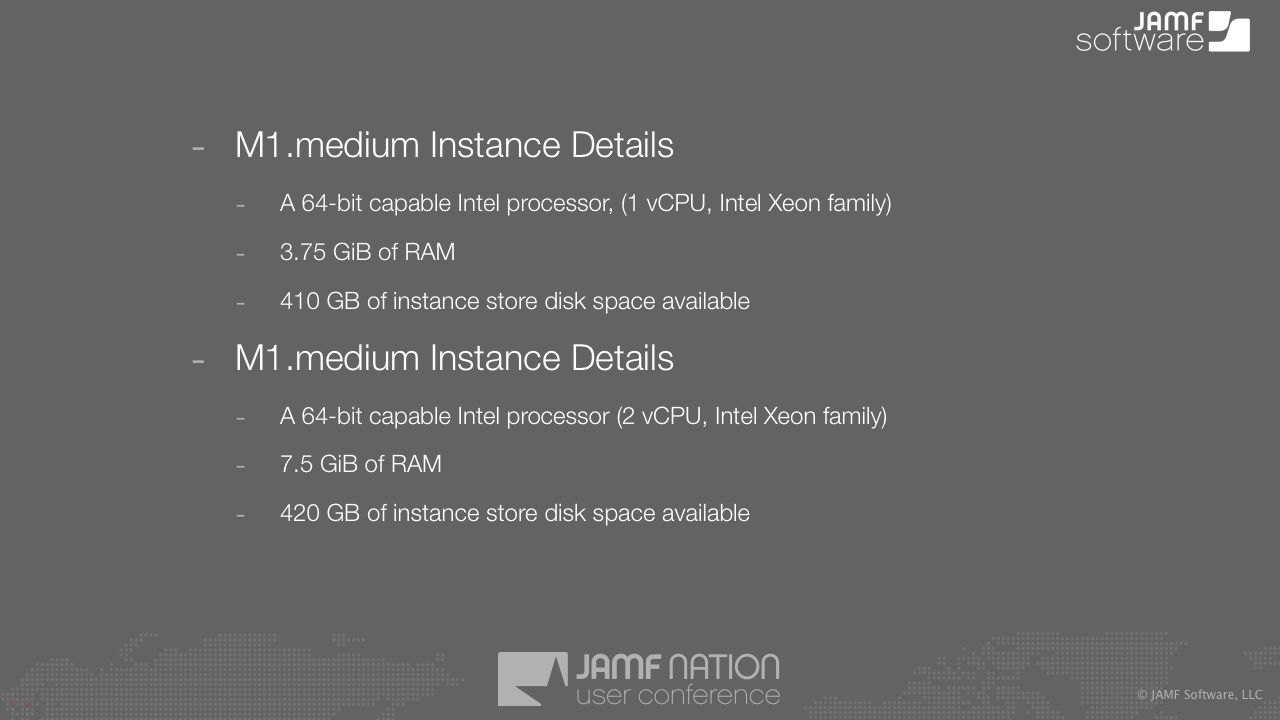 JAMF
software
- M1.medium Instance Details
- A 64-bit capable Intel processor, (1 vCPU, Intel Xeon family)
- 3.75 GiB of RAM
- 410 GB of instance store disk space available
- M1.medium Instance Details
- A 64-bit capable Intel processor (2 vCPU, Intel Xeon family)
- 7.5 GiB of RAM
- 420 GB of instance store disk space available
JAMF NATION
user conference
© JAMF Software, LLC